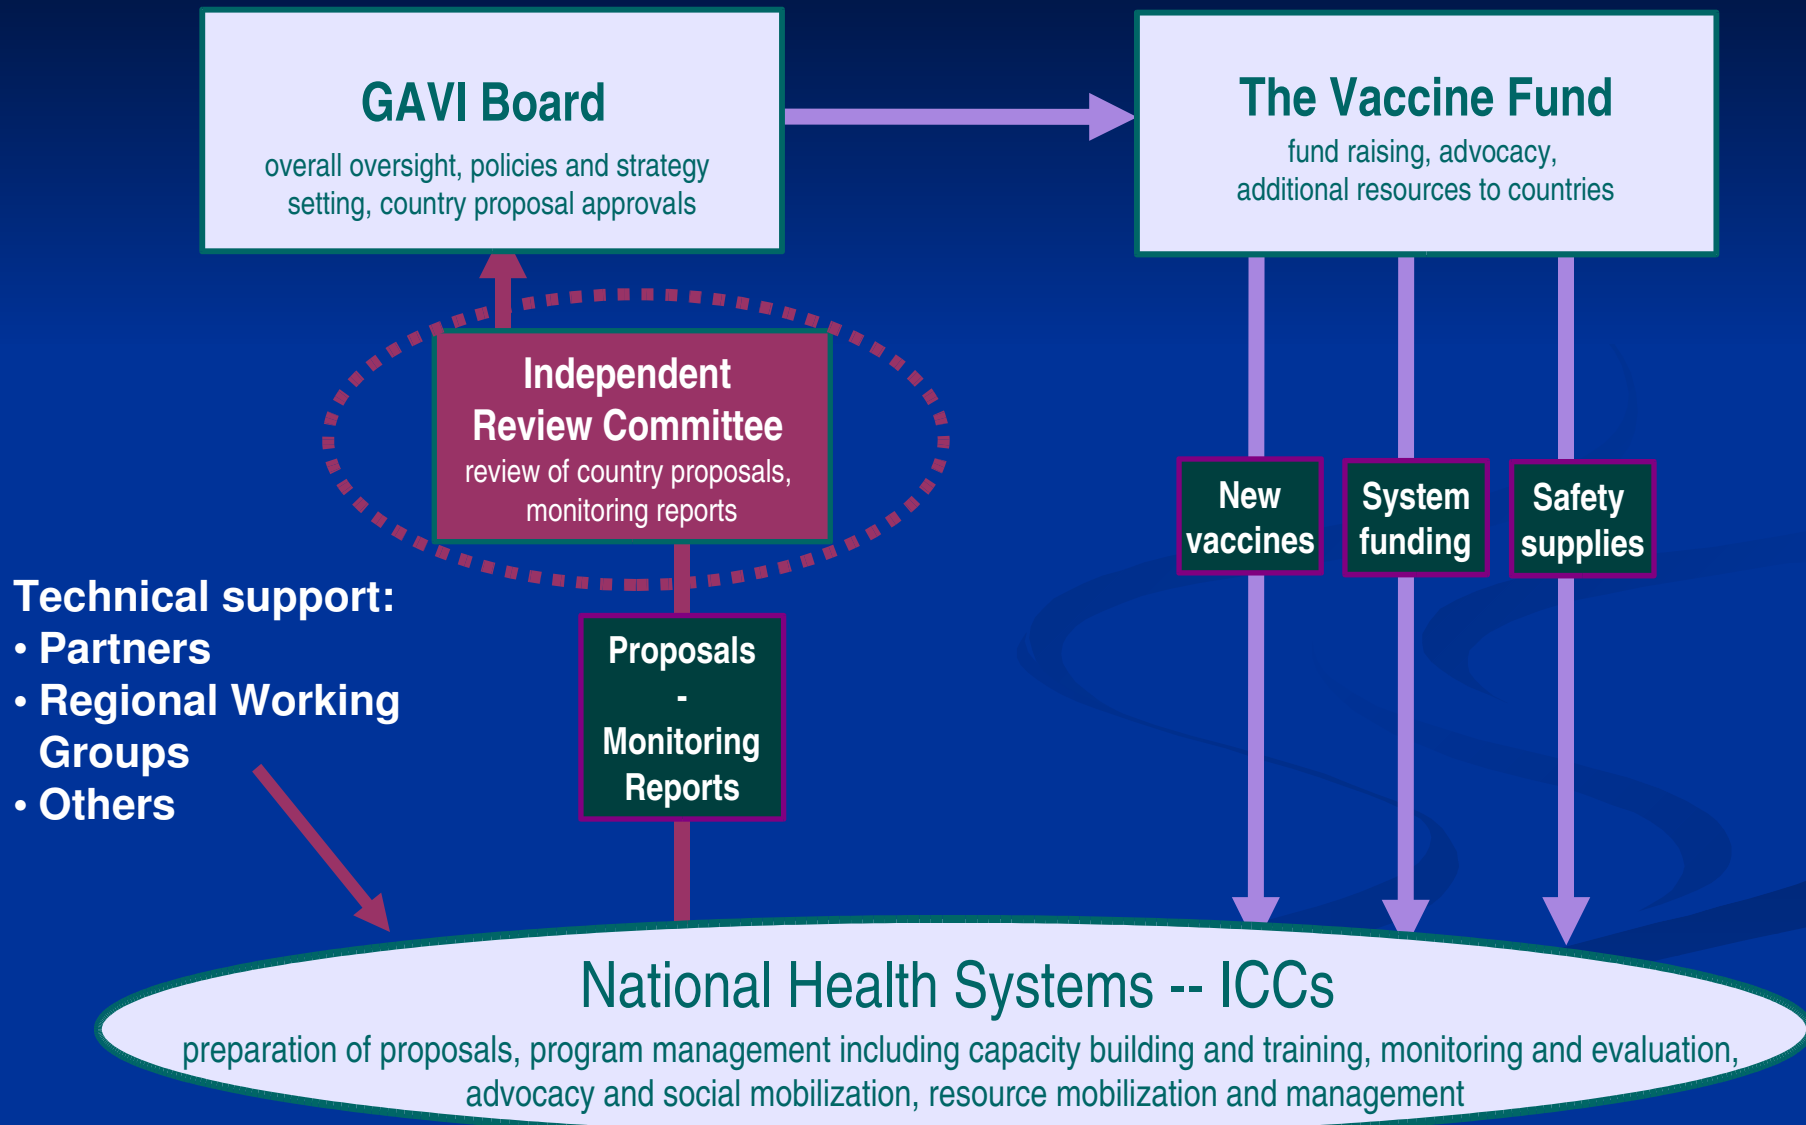 GAVI Board
overall oversight, policies and strategy
setting, country proposal approvals
The Vaccine Fund
fund raising, advocacy,
additional resources to countries
Independent
Review Committee
review of country proposals,
monitoring reports
New
vaccines
System
funding
Safety
supplies
Technical support:
• Partners
• Regional Working
Groups
• Others
Proposals
-
Monitoring
Reports
National Health Systems -- ICCs
preparation of proposals, program management including capacity building and training, monitoring and evaluation,
advocacy and social mobilization, resource mobilization and management